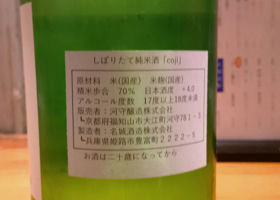 しぼりたて純米酒「coji」
原材料 米(国産) 米麹(国産)
精米歩合 70% 日本酒度 +4.0
アルコール度数 17度以上18度未満
販売者:河守酒造株式会社
┗京都府福知山市大江町河守781-3
製造者:名城酒造株式会社
┗兵庫県姫路市豊富町2222-5
お酒は二十歳になってから